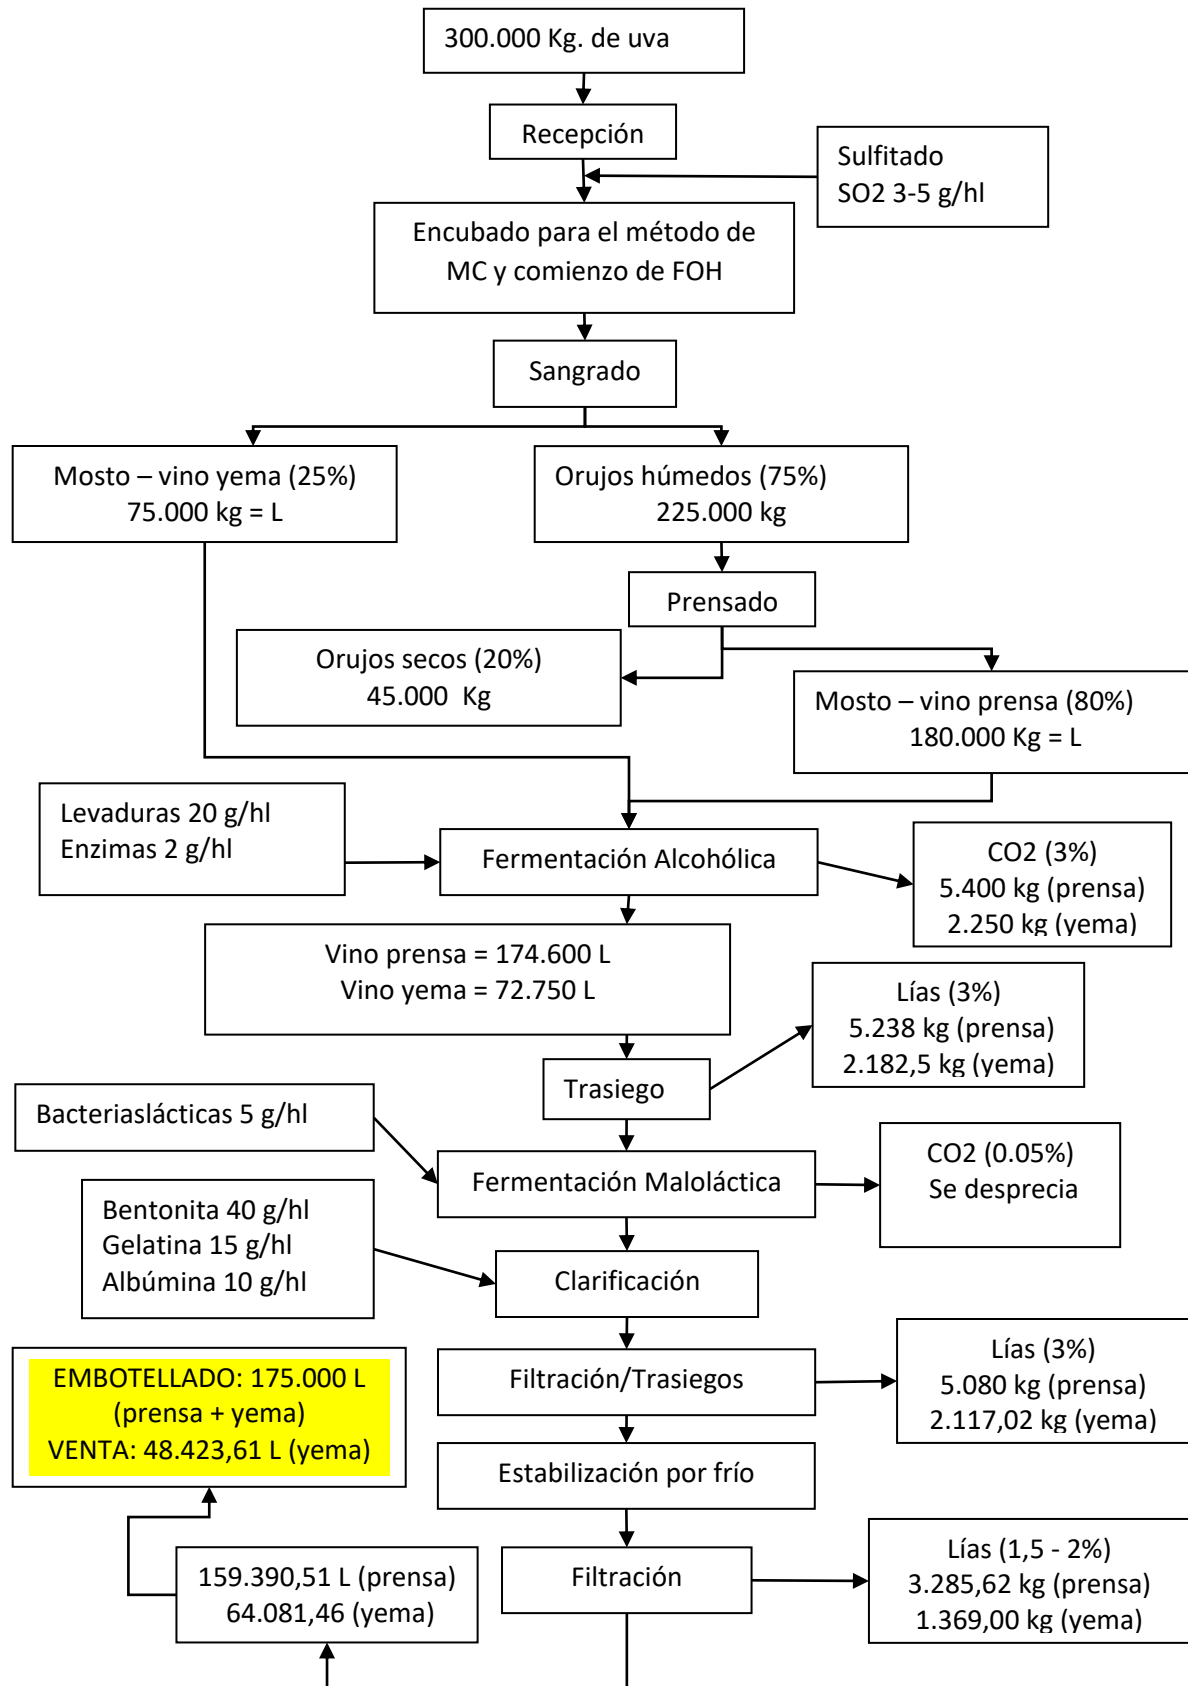 300.000 Kg. de uva
Recepción
Sulfitado
SO2 3-5 g/hl
Encubado para el método de
MC y comienzo de FOH
Sangrado
Mosto – vino yema (25%)
75.000 kg = L
Orujos húmedos (75%)
225.000 kg
Prensado
Orujos secos (20%)
45.000 Kg
Mosto – vino prensa (80%)
180.000 Kg = L
Levaduras 20 g/hl
Enzimas 2 g/hl
Fermentación Alcohólica
CO2 (3%)
5.400 kg (prensa)
2.250 kg (yema)
Vino prensa = 174.600 L
Vino yema = 72.750 L
Lías (3%)
5.238 kg (prensa)
2.182,5 kg (yema)
Trasiego
Bacteriaslácticas 5 g/hl
Fermentación Maloláctica
CO2 (0.05%)
Se desprecia
Bentonita 40 g/hl
Gelatina 15 g/hl
Albúmina 10 g/hl
Clarificación
Filtración/Trasiegos
Lías (3%)
5.080 kg (prensa)
2.117,02 kg (yema)
EMBOTELLADO: 175.000 L
(prensa + yema)
VENTA: 48.423,61 L (yema)
Estabilización por frío
Filtración
Lías (1,5 - 2%)
3.285,62 kg (prensa)
1.369,00 kg (yema)
159.390,51 L (prensa)
64.081,46 (yema)